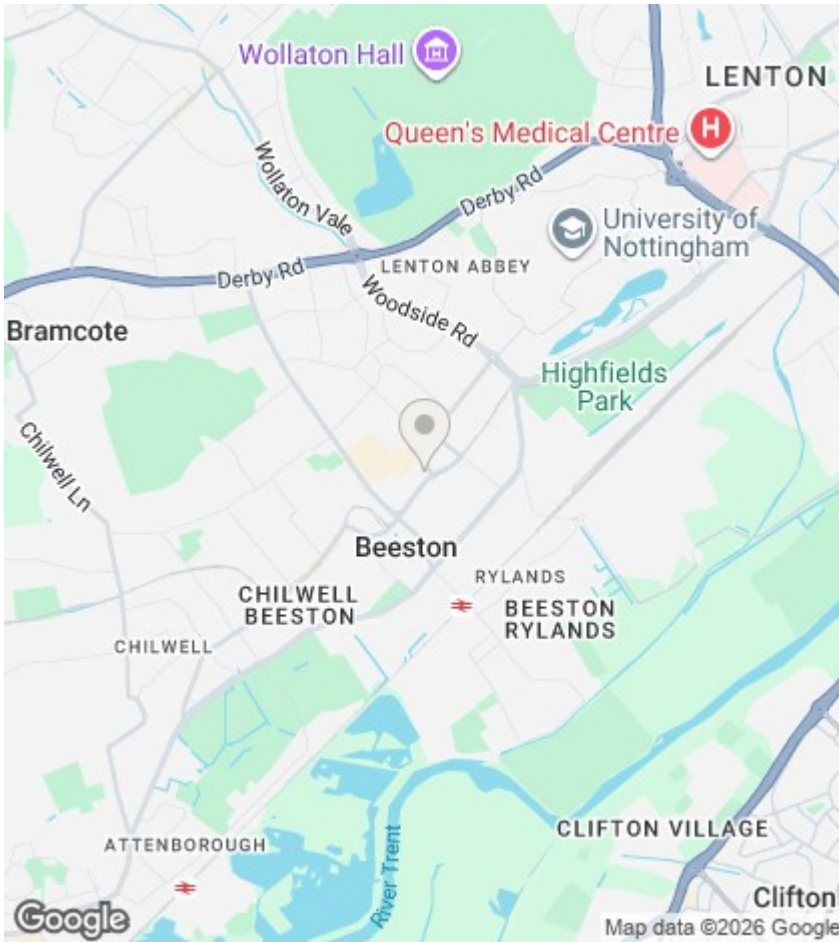 Wollaton Hall
LENTON
Queen's Medical Centre
H
Wollaton Vale
Derby Rd
University of
Nottingham
Derby Rd
LENTON ABBEY
Woodside Rd
Bramcote
Highfields
Park
Chilwell Ln
Beeston
RYLANDS
CHILWELL
BEESTON
BEESTON
RYLANDS
CHILWELL
CLIFTON VILLAGE
ATTENBOROUGH
River Trent
Clifton
Google
Map data ©2026 Google